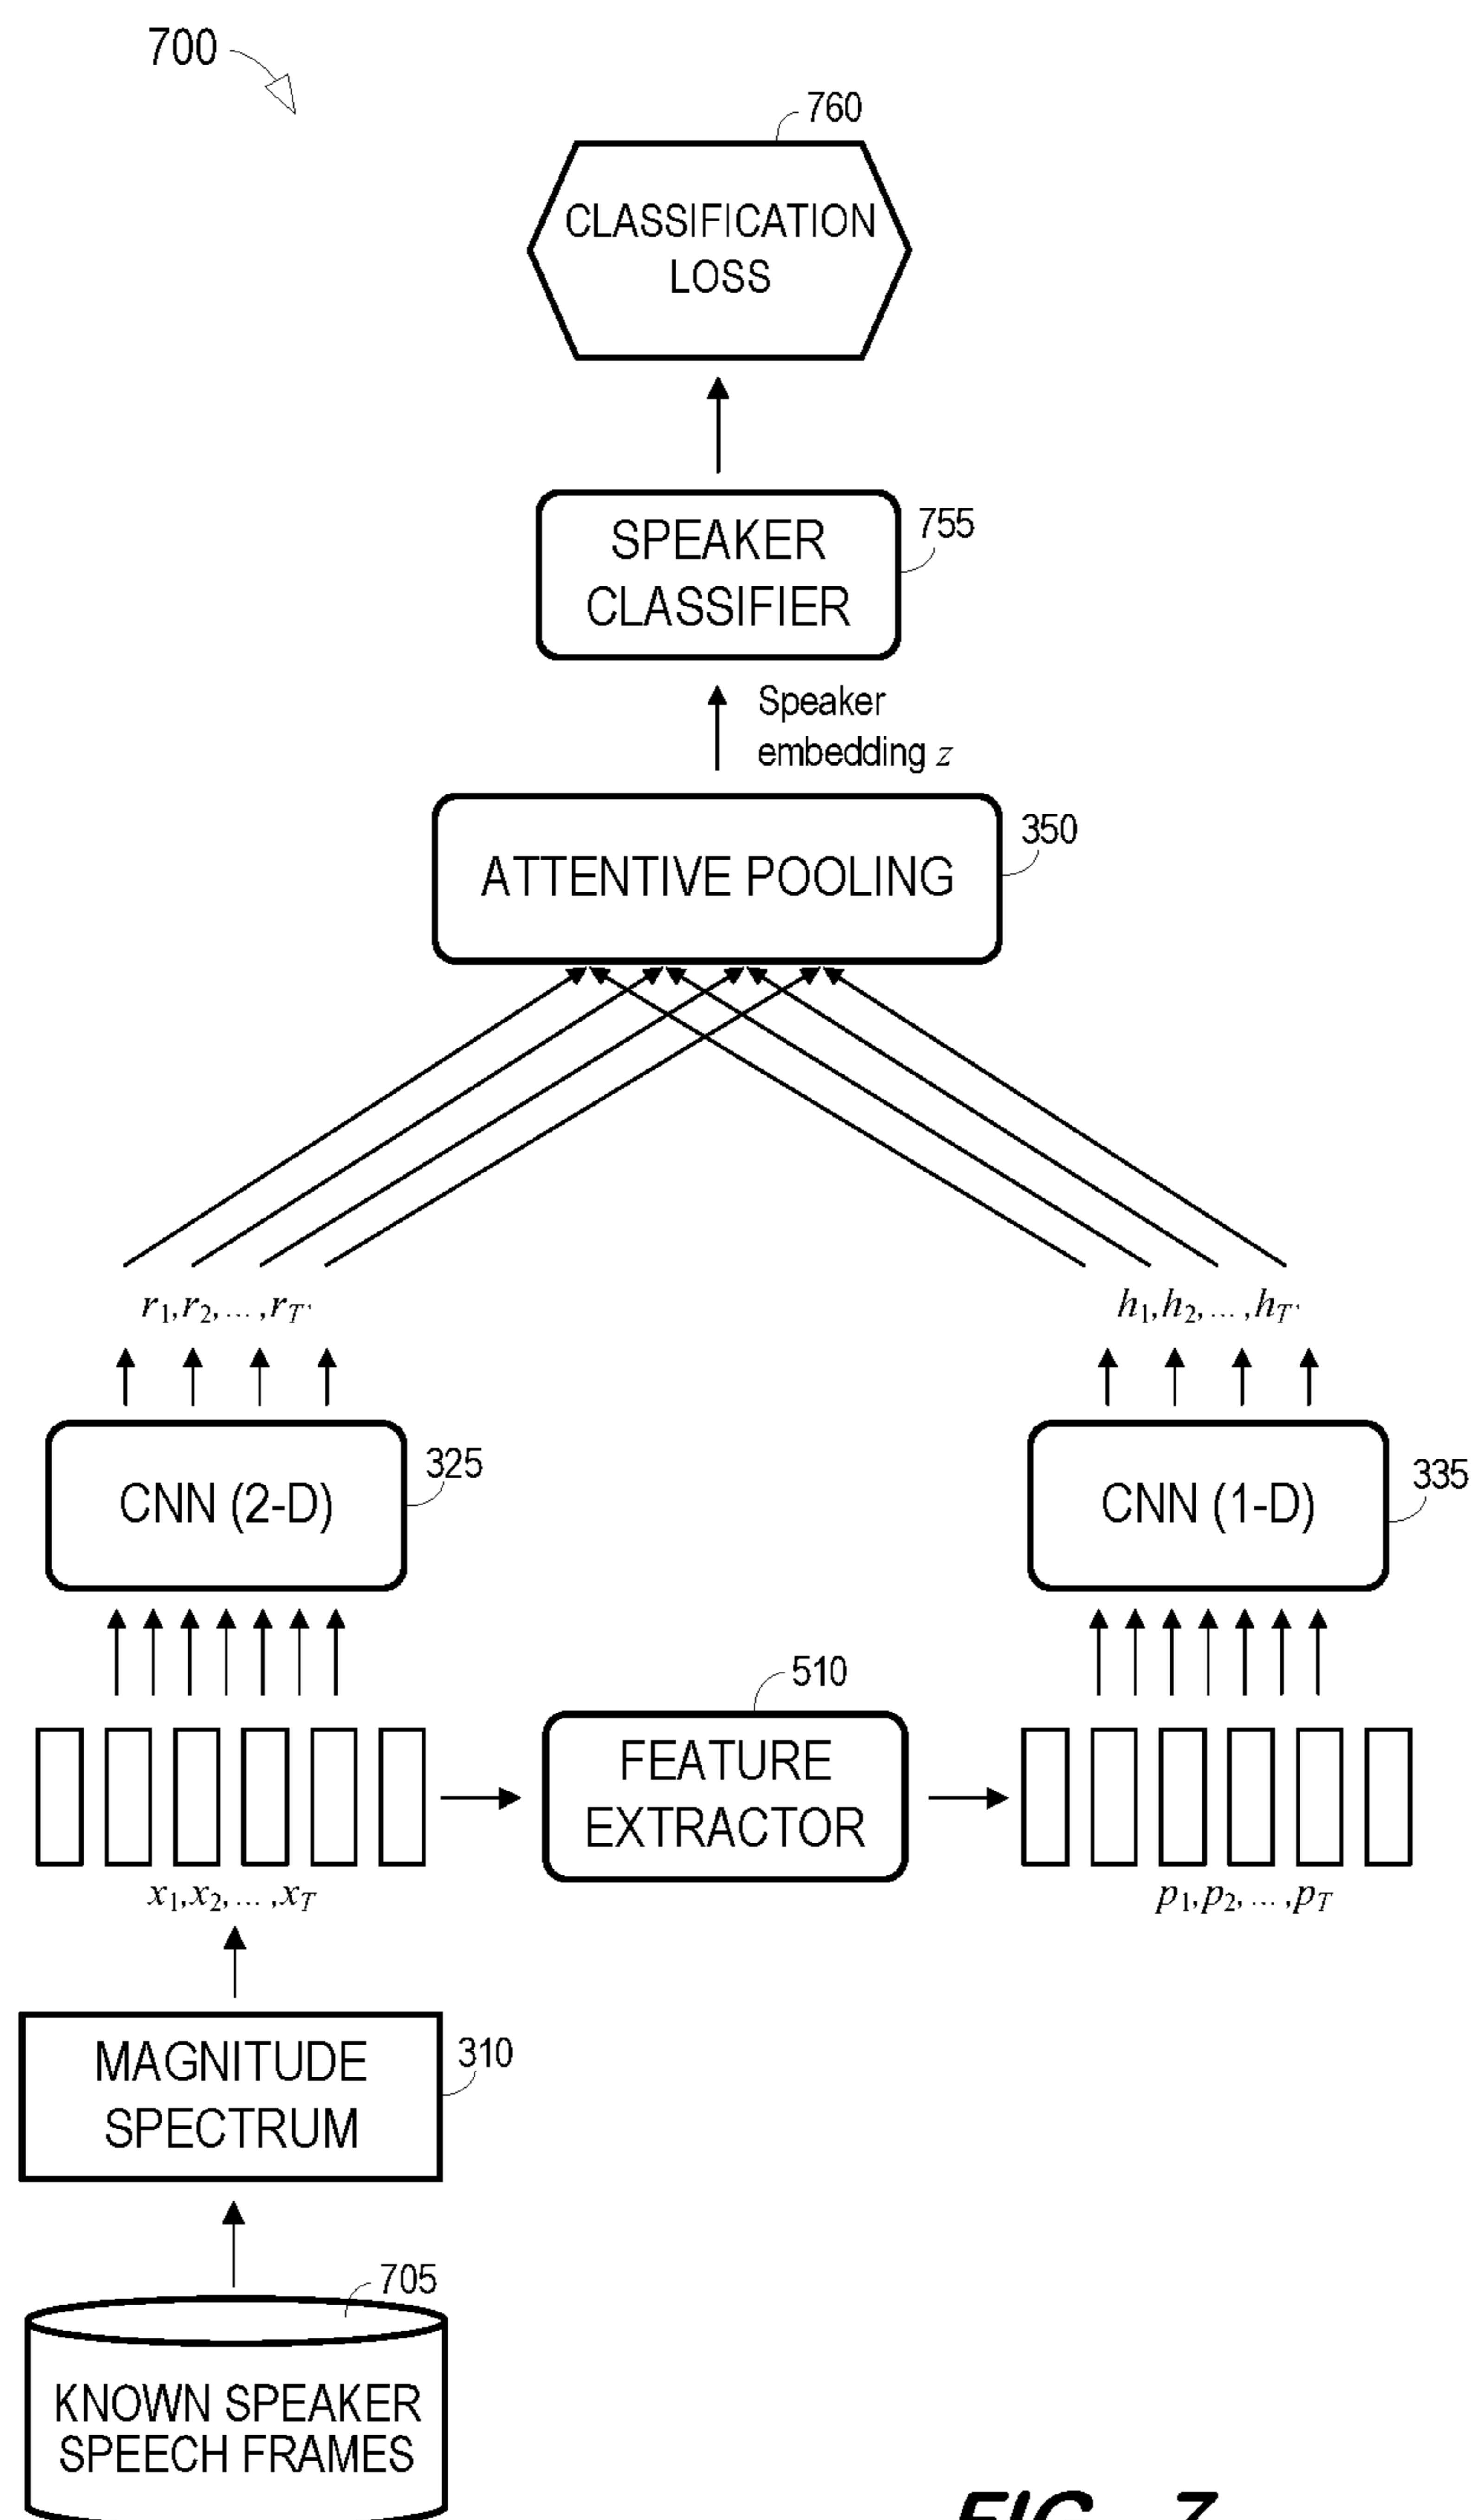 700
760
CLASSIFICATION
LOSS
SPEAKER
CLASSIFIER
755
Speaker
embedding z
ATTENTIVE POOLING
350
r1,r2,...,rT'
h1,h2,...,hT'
CNN (2-D)
325
CNN (1-D)
335
510
FEATURE
EXTRACTOR
x1,x2,...,xT
p1,p2,...,pT
MAGNITUDE
SPECTRUM
310
705
KNOWN SPEAKER
SPEECH FRAMES
FIG. 7